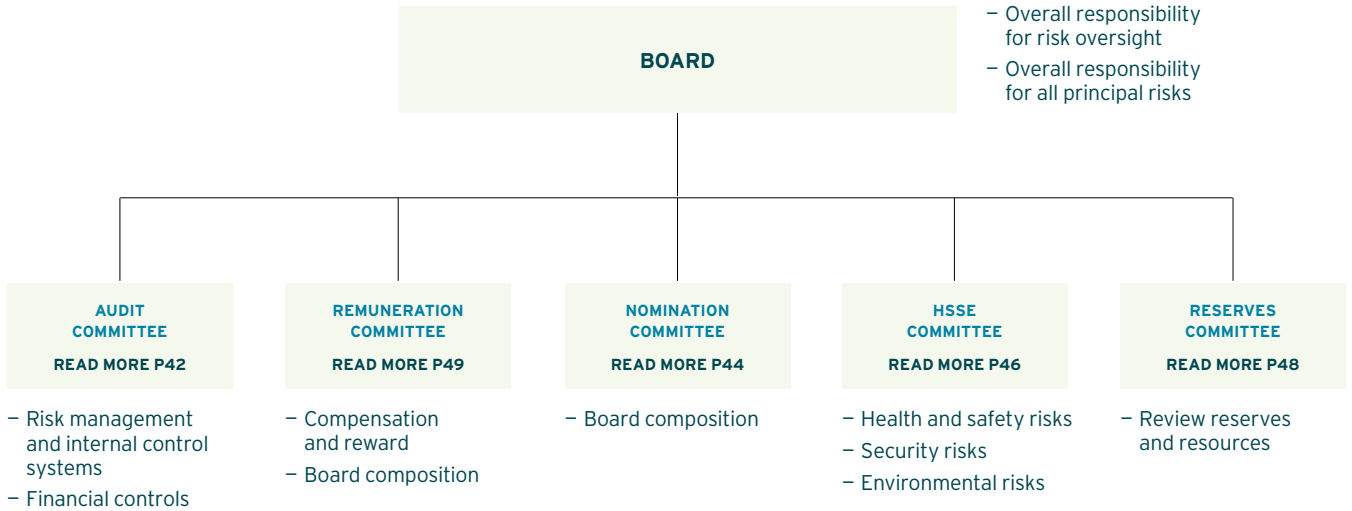 BOARD
– Overall responsibility
for risk oversight
– Overall responsibility
for all principal risks
AUDIT
COMMITTEE
READ MORE P42
– Risk management
and internal control
systems
– Financial controls
REMUNERATION
COMMITTEE
READ MORE P49
– Compensation
and reward
– Board composition
NOMINATION
COMMITTEE
READ MORE P44
– Board composition
HSSE
COMMITTEE
READ MORE P46
– Health and safety risks
– Security risks
– Environmental risks
RESERVES
COMMITTEE
READ MORE P48
– Review reserves
and resources